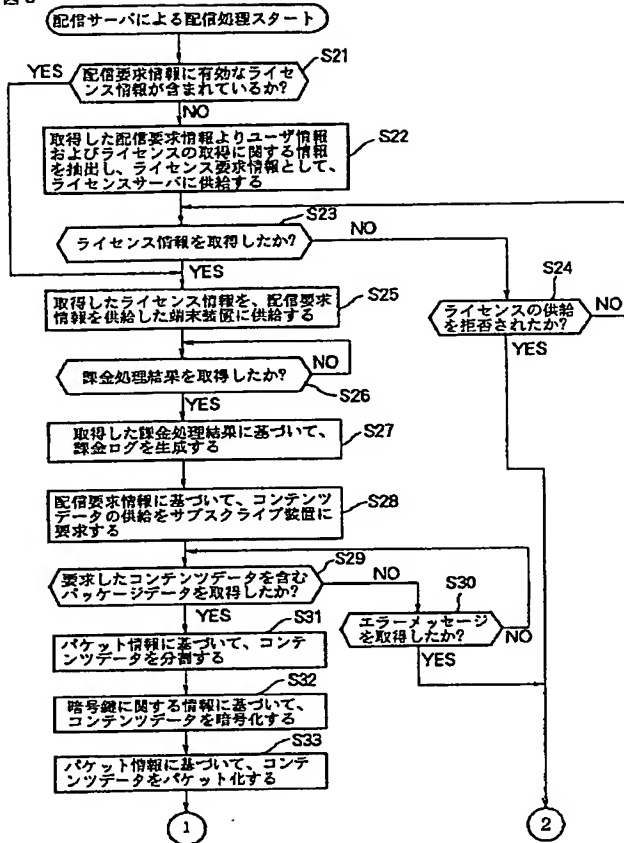 配信サーバによる配信処理スタート
S21
YES
配信要求情報に有効なライセ
ンス情報が含まれているか?
NO
S22
取得した配信要求情報よりユーザ情報
およびライセンスの取得に関する情報
を抽出し、ライセンス要求情報として、
ライセンスサーバに供給する
S23
ライセンス情報を取得したか?
NO
YES
S24
ライセンスの供給
を拒否されたか?
NO
YES
S25
取得したライセンス情報を、配信要求
情報を供給した端末装置に供給する
NO
課金処理結果を取得したか?
S26
YES
S27
取得した課金処理結果に基づいて、
課金ログを生成する
S28
配信要求情報に基づいて、コンテンツ
データの供給をサブスクライブ装置に
要求する
S29
要求したコンテンツデータを含む
パッケージデータを取得したか?
NO
YES
S30
エラーメッセージ
を取得したか?
NO
YES
S31
パケット情報に基づいて、コンテン
ツデータを分割する
S32
暗号鍵に関する情報に基づいて、
コンテンツデータを暗号化する
S33
パケット情報に基づいて、コンテ
ンツデータをパケット化する
1
2